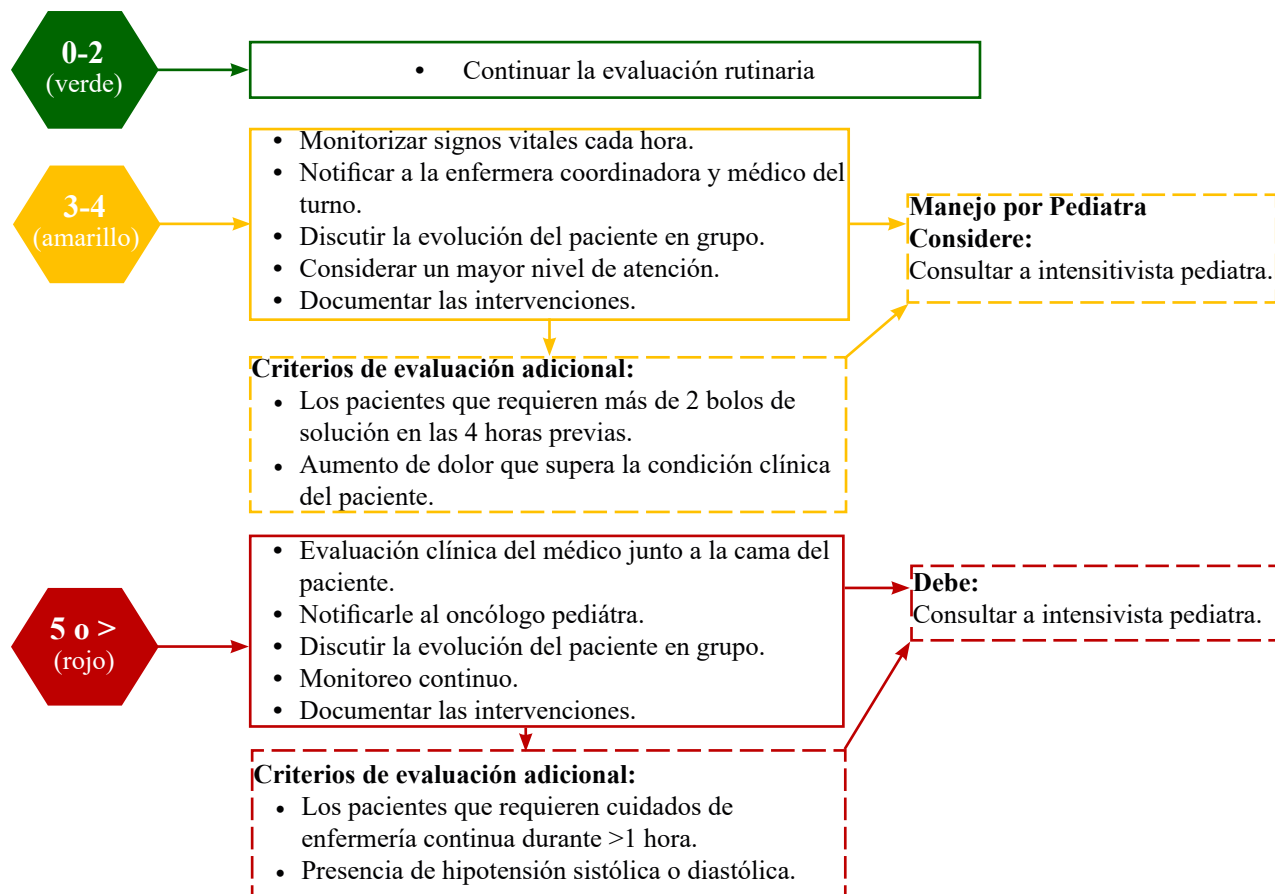 0-2
(verde)
• Continuar la evaluación rutinaria
3-4
(amarillo)
• Monitorizar signos vitales cada hora.
• Notificar a la enfermera coordinadora y médico del
turno.
• Discutir la evolución del paciente en grupo.
• Considerar un mayor nivel de atención.
• Documentar las intervenciones.
Manejo por Pediatra
Considere:
Consultar a intensitivista pediatra.
Criterios de evaluación adicional:
• Los pacientes que requieren más de 2 bolos de
solución en las 4 horas previas.
• Aumento de dolor que supera la condición clínica
del paciente.
5 o >
(rojo)
• Evaluación clínica del médico junto a la cama del
paciente.
• Notificarle al oncólogo pediátra.
• Discutir la evolución del paciente en grupo.
• Monitoreo continuo.
• Documentar las intervenciones.
Debe:
Consultar a intensivista pediatra.
Criterios de evaluación adicional:
• Los pacientes que requieren cuidados de
enfermería continua durante >1 hora.
• Presencia de hipotensión sistólica o diastólica.